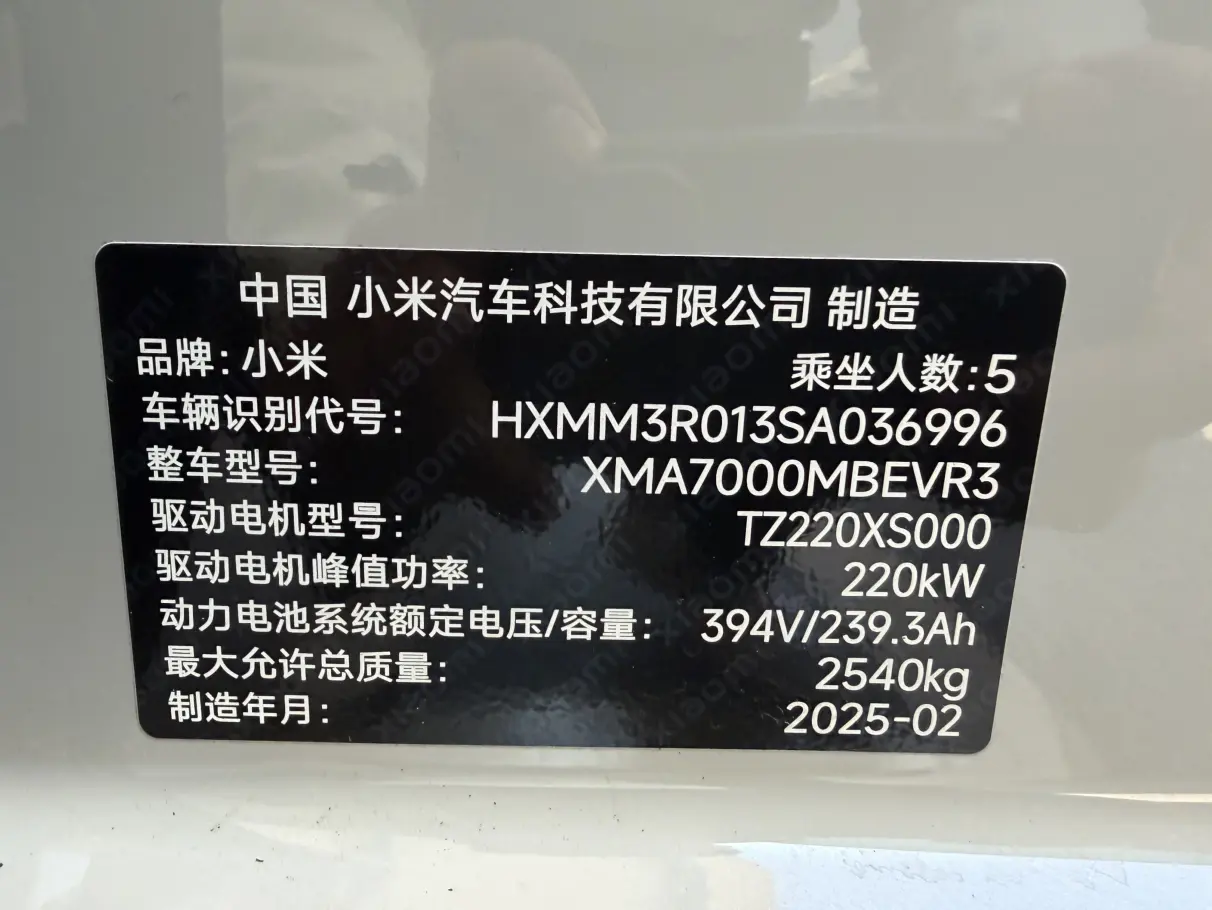 中国 小米汽车科技有限公司 制造
品牌:小米 乘坐人数:5
车辆识别代号: HXMM3R013SA036996
整车型号: XMA7000MBEVR3
驱动电机型号: TZ220XS000
驱动电机峰值功率: 220kW
动力电池系统额定电压/容量: 394V/239.3Ah
最大允许总质量: 2540kg
制造年月: 2025-02